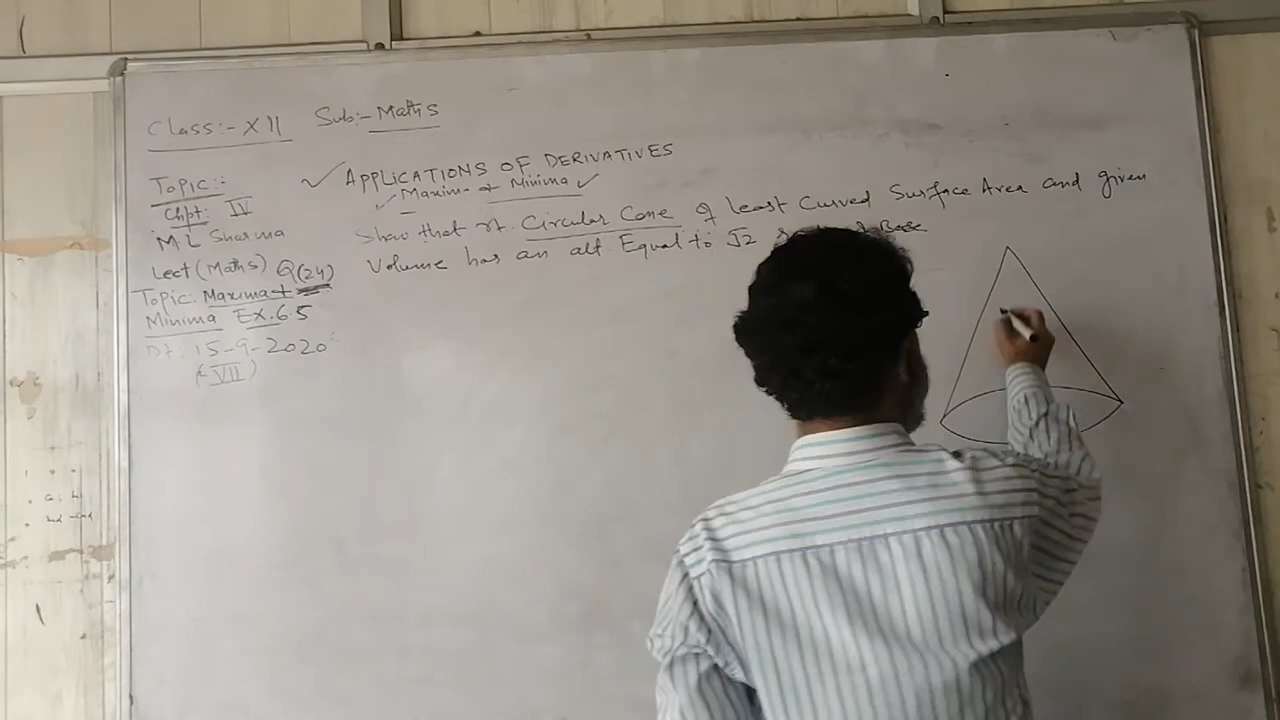 Class:- XII Sub:- Maths
Topic:-
✓ APPLICATIONS OF DERIVATIVES
✓ Maxima + Minima ✓
Chpt: IV
M L Sharma
Lect (Maths) Q(24)
Topic: Maxima +
Minima EX.6.5
Dt. 15-9-2020
(VII)
Show that rt. Circular Cone of least Curved Surface Area and given
Volume has an alt. Equal to √2 Base